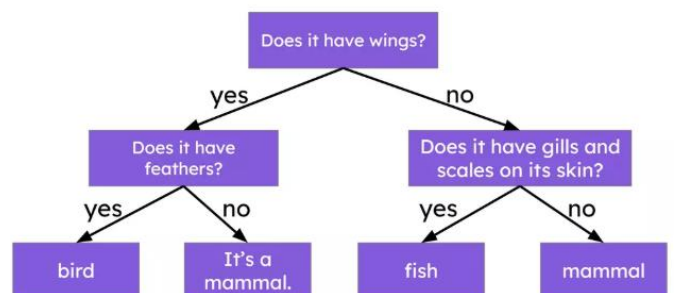 Does it have wings?
yes
no
Does it have
feathers?
Does it have gills and
scales on its skin?
yes
no
yes
no
bird
It's a
mammal.
fish
mammal